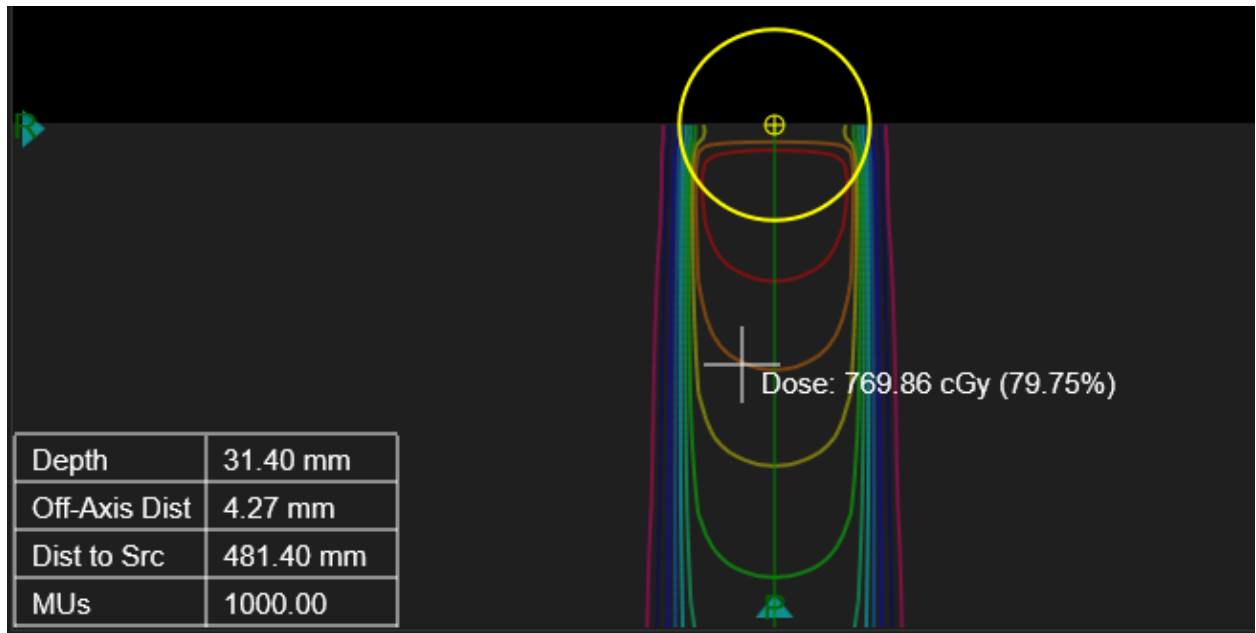 R
Dose: 769.86 cGy (79.75%)
Depth 31.40 mm
Off-Axis Dist 4.27 mm
Dist to Src 481.40 mm
MUs 1000.00
P